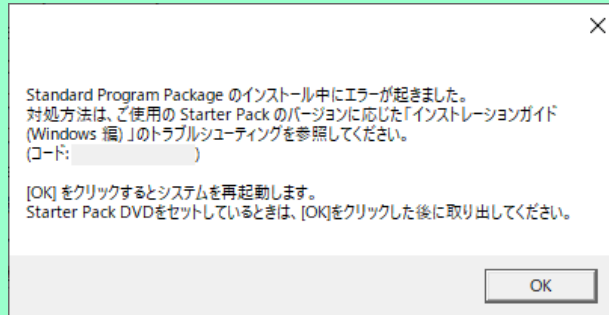 Standard Program Package のインストール中にエラーが起きました。
対処方法は、ご使用の Starter Pack のバージョンに応じた「インストレーションガイド
(Windows 編) 」のトラブルシューティングを参照してください。
(コード: )
[OK] をクリックするとシステムを再起動します。
Starter Pack DVDをセットしているときは、[OK]をクリックした後に取り出してください。
OK